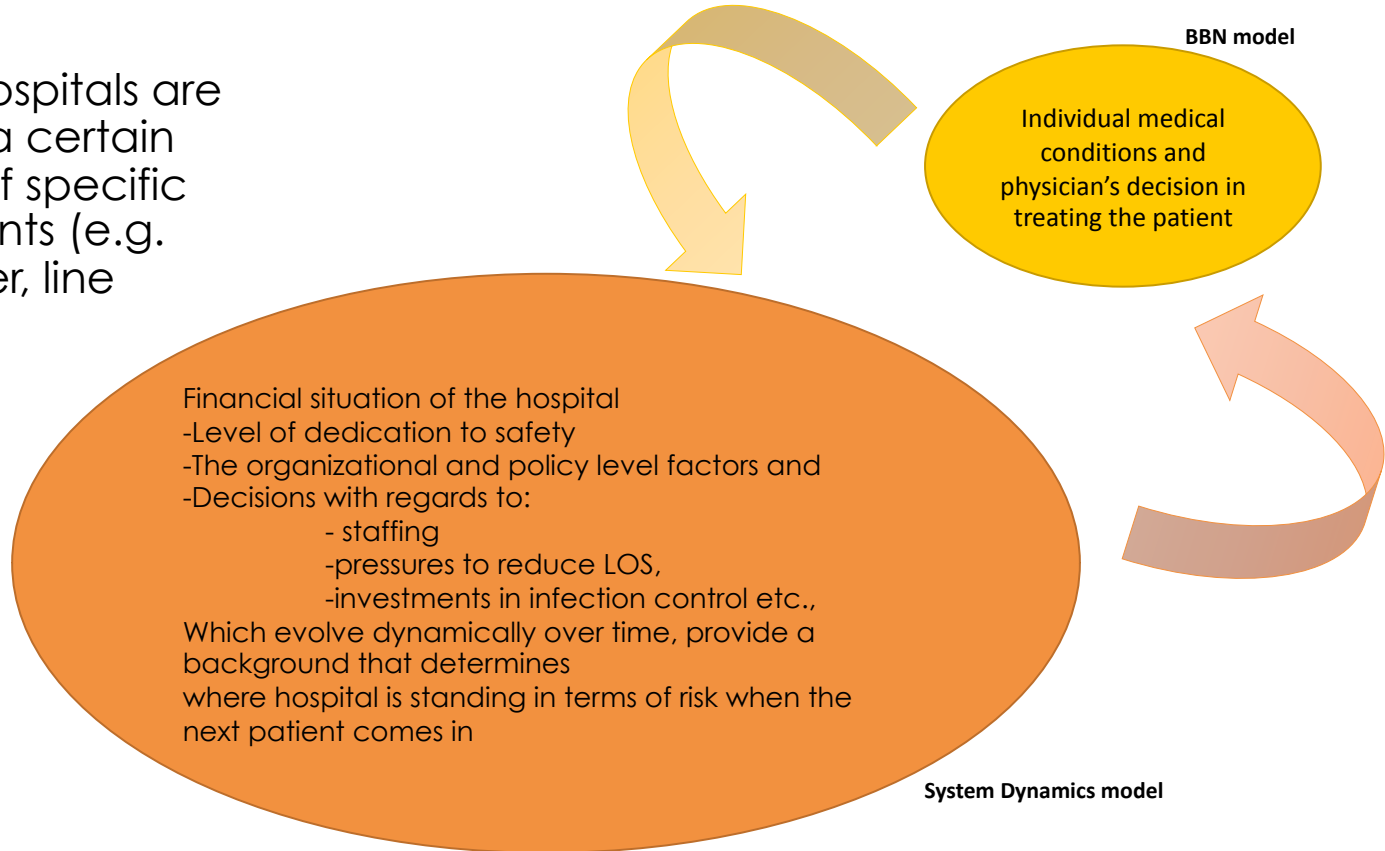 ospitals are
a certain
f specific
nts (e.g.
er, line
BBN model
Individual medical
conditions and
physician's decision in
treating the patient
Financial situation of the hospital
-Level of dedication to safety
-The organizational and policy level factors and
-Decisions with regards to:
- staffing
-pressures to reduce LOS,
-investments in infection control etc.,
Which evolve dynamically over time, provide a
background that determines
where hospital is standing in terms of risk when the
next patient comes in
System Dynamics model